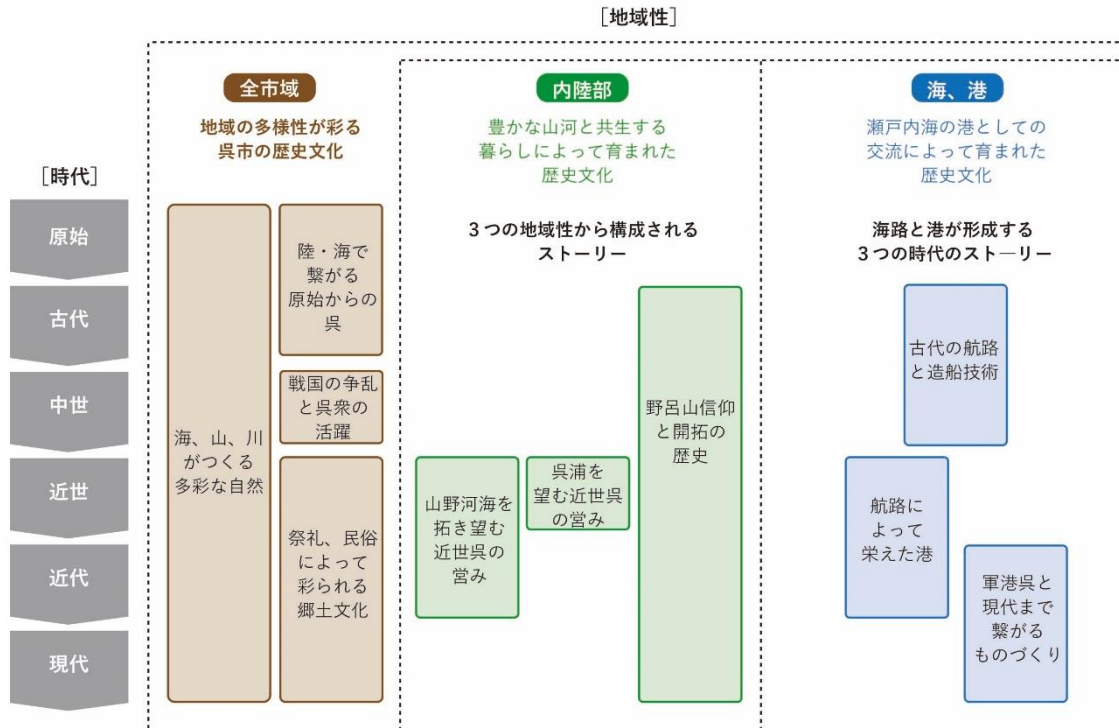 ［地域性］
全市域
地域の多様性が彩る
呉市の歴史文化
内陸部
豊かな山河と共生する
暮らしによって育まれた
歴史文化
海、港
瀬戸内海の港としての
交流によって育まれた
歴史文化
［時代］
原始
古代
中世
近世
近代
現代
海、山、川
がつくる
多彩な自然
陸・海で
繋がる
原始からの
呉
戦国の争乱
と呉衆の
活躍
祭礼、民俗
によって
彩られる
郷土文化
３つの地域性から構成される
ストーリー
山野河海を
拓き望む
近世呉の
営み
呉浦を
望む近世呉
の営み
野呂山信仰
と開拓の
歴史
海路と港が形成する
３つの時代のストーリー
古代の航路
と造船技術
航路に
よって
栄えた港
軍港呉と
現代まで
繋がる
ものづくり